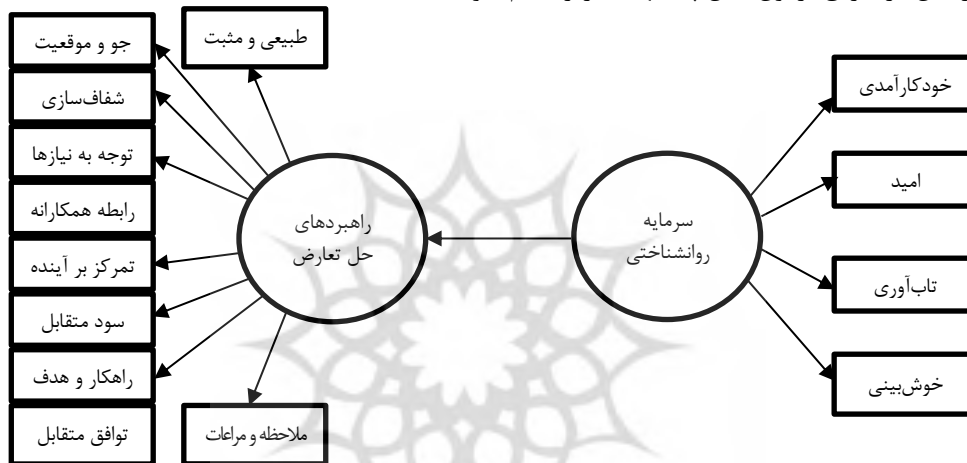 خودکارآمدی
امید
تاب‌آوری
خوش‌بینی
سرمایه
روانشناختی
راهبردهای
حل تعارض
طبیعی و مثبت
جو و موقعیت
شفاف‌سازی
توجه به نیازها
رابطه همکارانه
تمرکز بر آینده
سود متقابل
راهکار و هدف
توافق متقابل
ملاحظه و مراعات